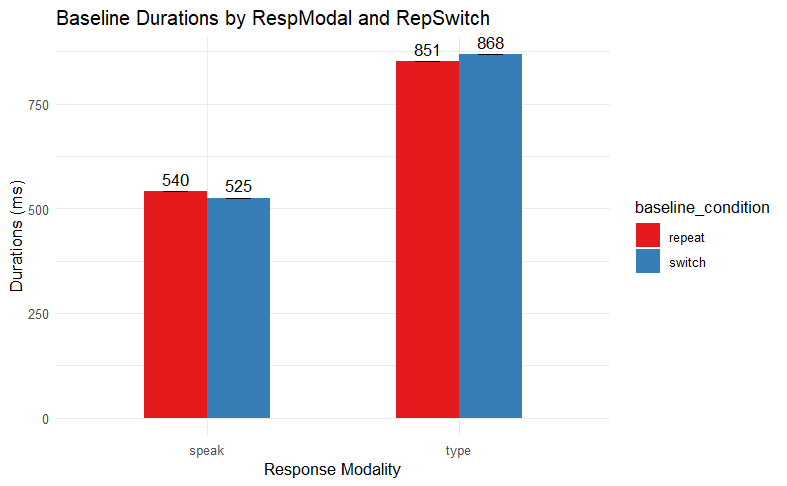 Baseline Durations by RespModal and RepSwitch
851
868
750
540
525
500
250
0
Durations (ms)
speak
type
Response Modality
baseline_condition
repeat
switch